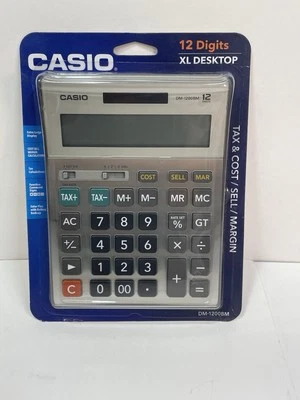 CASIO
12 Digits
XL DESKTOP
CASIO
DM-1200BM 12
TAX & COST / SELL / MARGIN
COST SELL MAR
TAX+ TAX- M+ M- MR MC
AC 7 8 9 % GT
+/- 4 5 6 × ÷
▶ 1 2 3 + −
C 0 00 · =
DM-1200BM